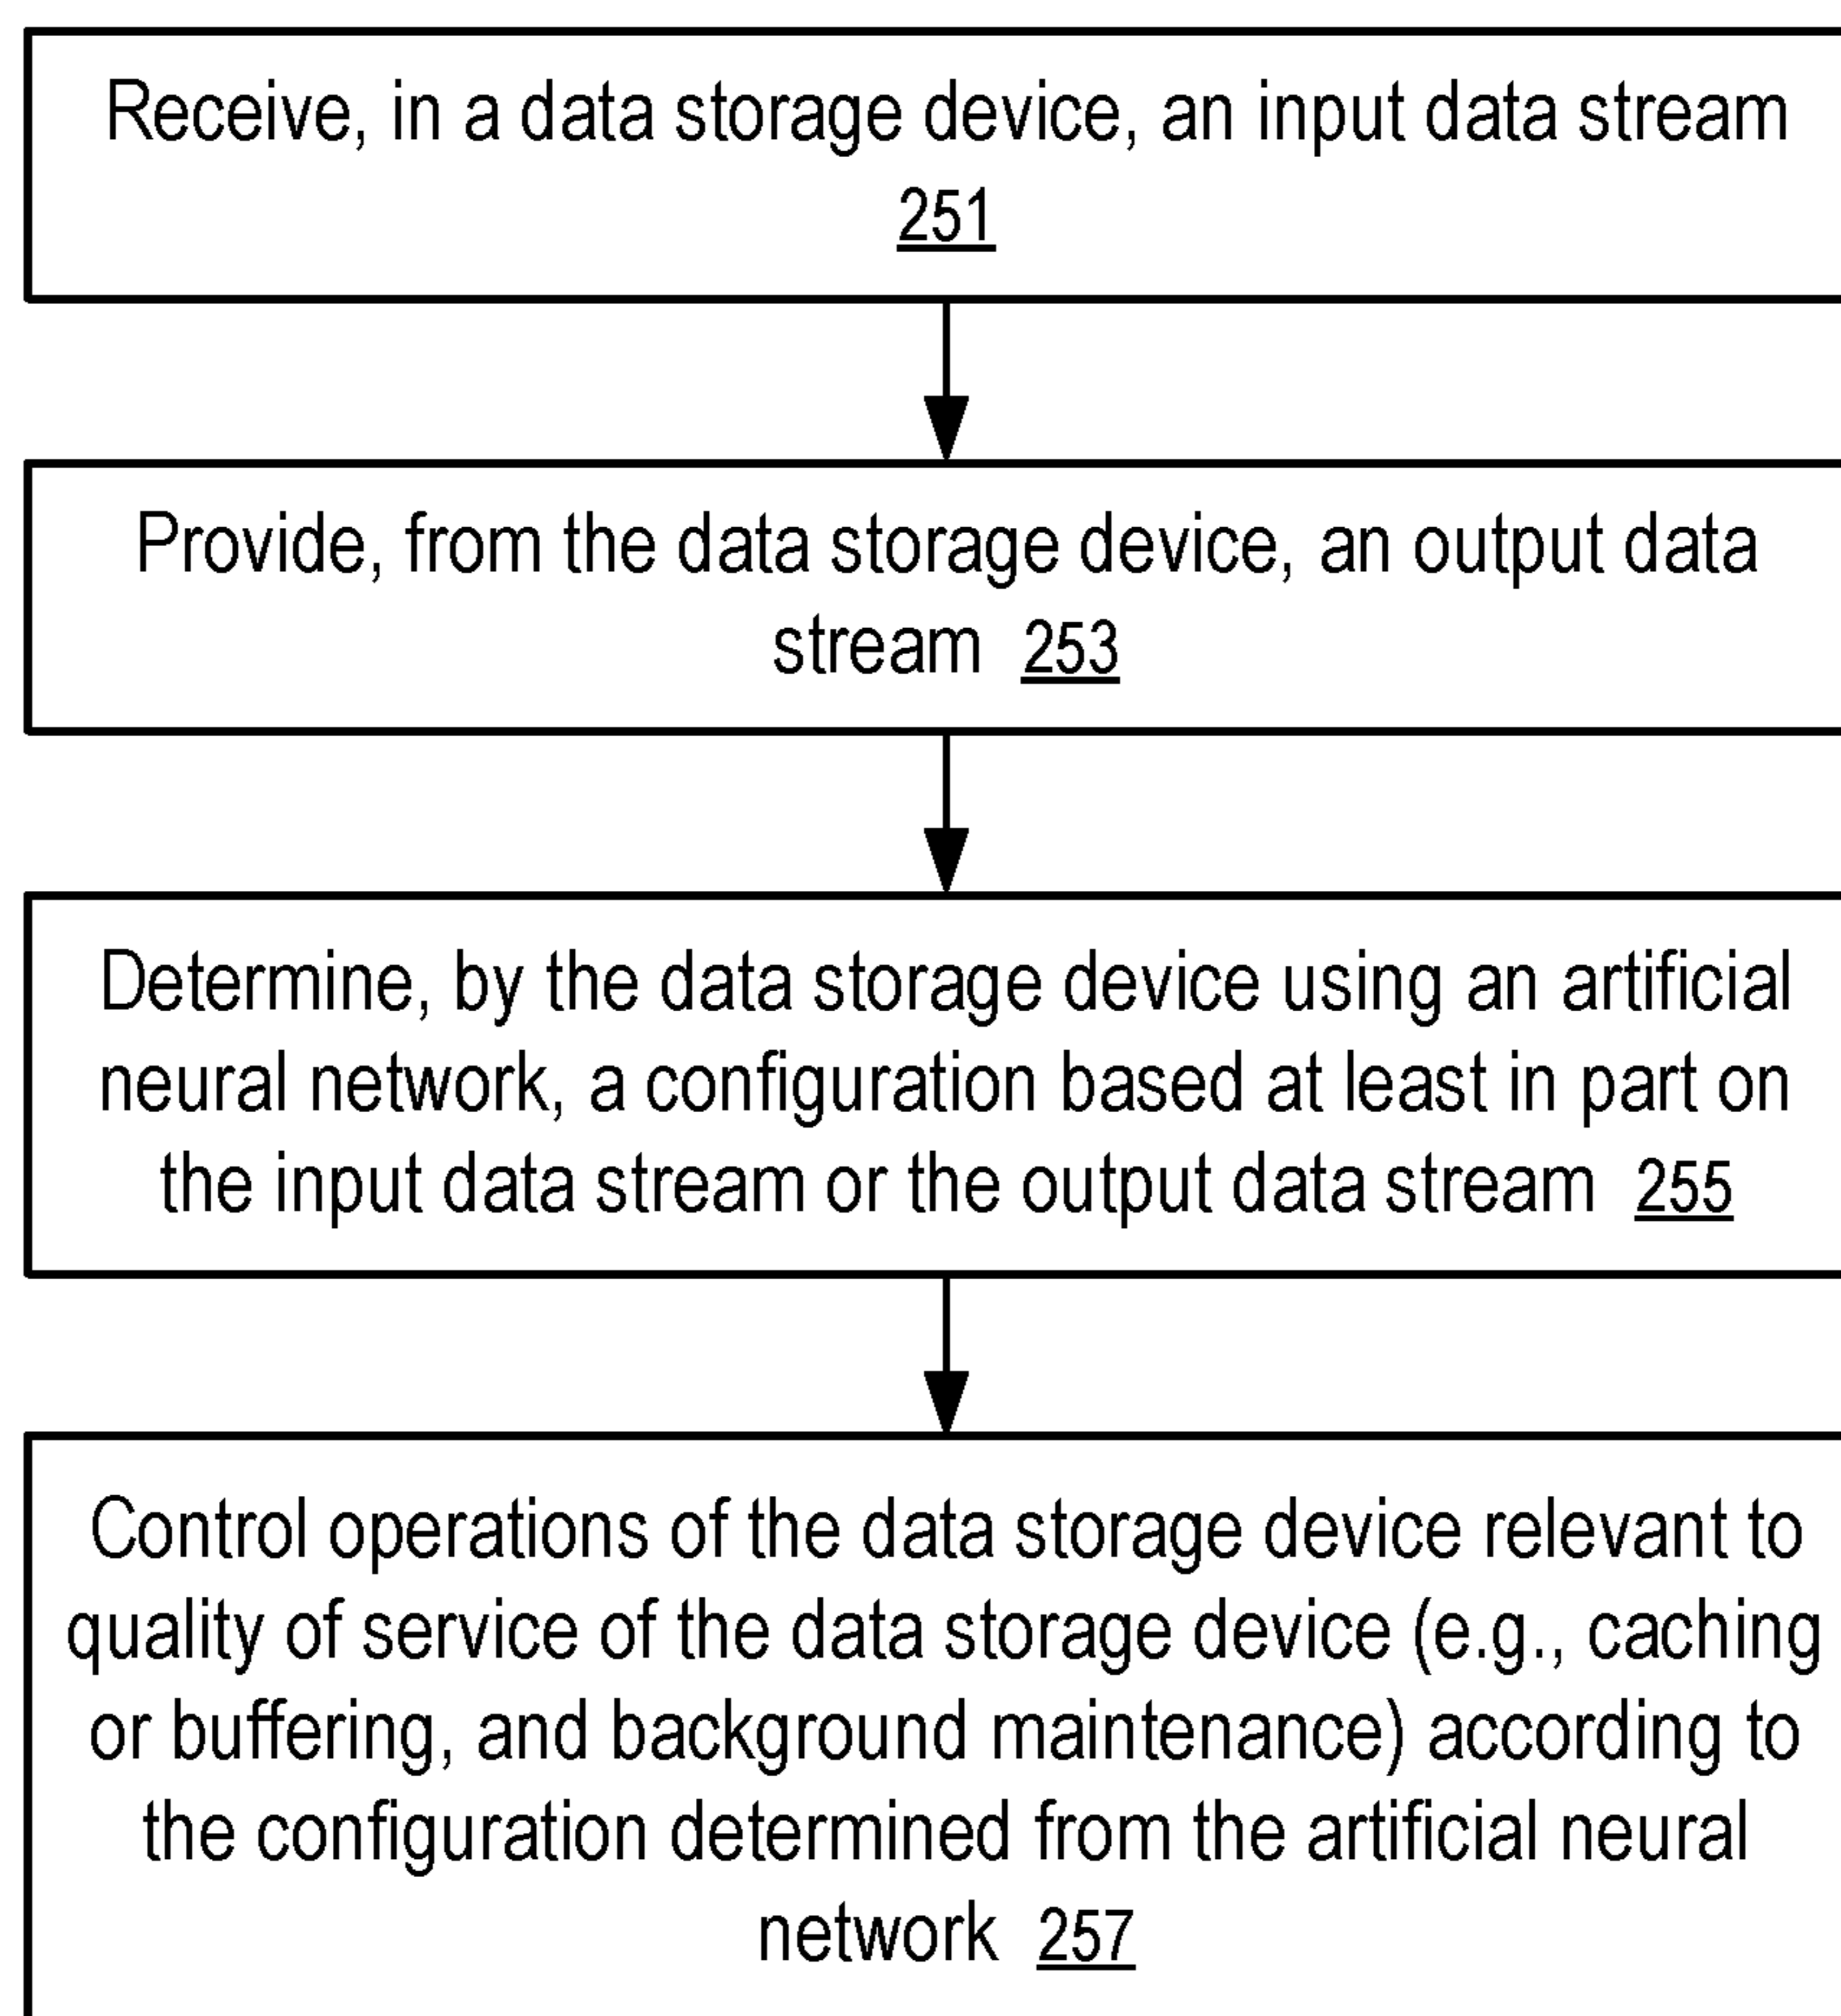 Receive, in a data storage device, an input data stream
251
Provide, from the data storage device, an output data
stream 253
Determine, by the data storage device using an artificial
neural network, a configuration based at least in part on
the input data stream or the output data stream 255
Control operations of the data storage device relevant to
quality of service of the data storage device (e.g., caching
or buffering, and background maintenance) according to
the configuration determined from the artificial neural
network 257